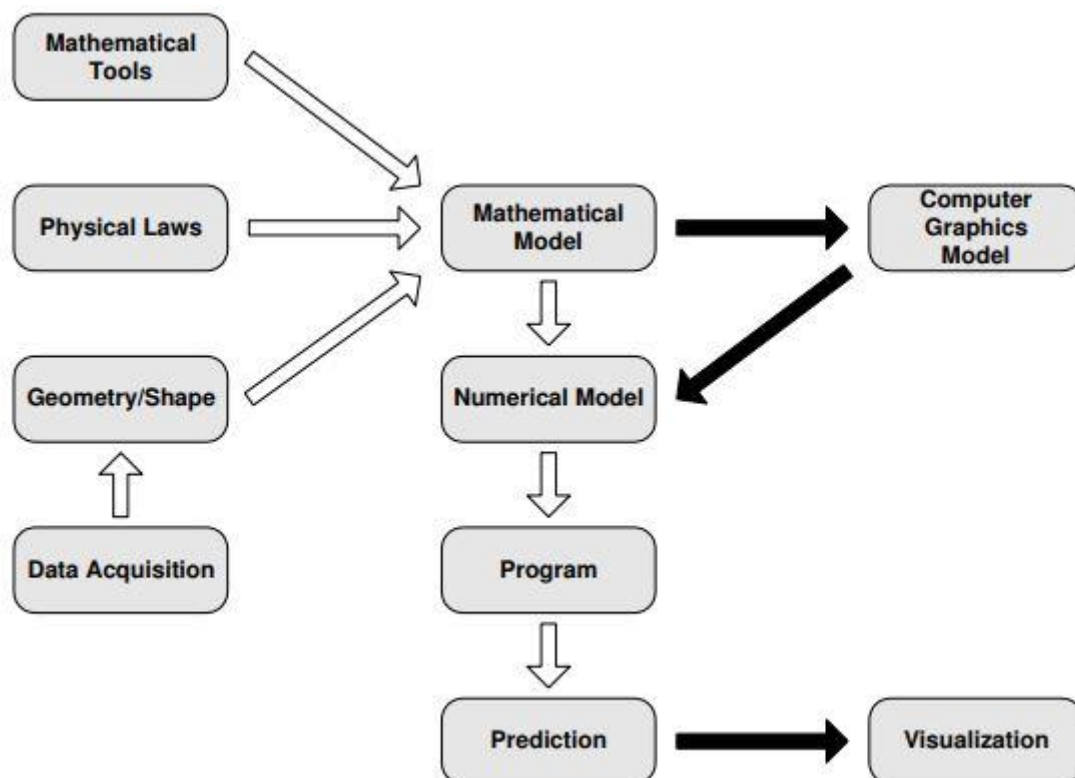 Mathematical
Tools
Physical Laws
Mathematical
Model
Computer
Graphics
Model
Geometry/Shape
Numerical Model
Data Acquisition
Program
Prediction
Visualization